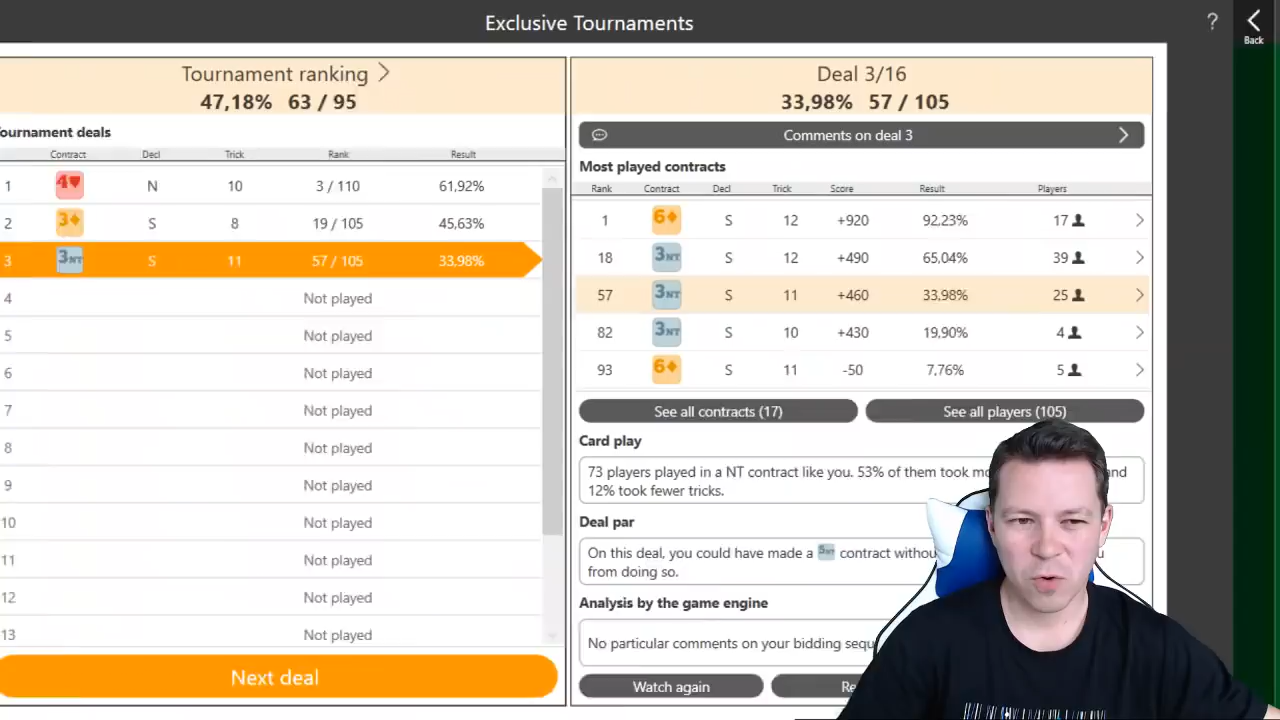 Exclusive Tournaments
?
Back
Tournament ranking
47,18% 63 / 95
ournament deals
Contract Decl Trick Rank Result
1 4♥ N 10 3 / 110 61,92%
2 3♦ S 8 19 / 105 45,63%
3 3NT S 11 57 / 105 33,98%
4 Not played
5 Not played
6 Not played
7 Not played
8 Not played
9 Not played
10 Not played
11 Not played
12 Not played
13 Not played
Next deal
Deal 3/16
33,98% 57 / 105
Comments on deal 3
Most played contracts
Rank Contract Decl Trick Score Result Players
1 6♦ S 12 +920 92,23% 17
18 3NT S 12 +490 65,04% 39
57 3NT S 11 +460 33,98% 25
82 3NT S 10 +430 19,90% 4
93 6♦ S 11 -50 7,76% 5
See all contracts (17) See all players (105)
Card play
73 players played in a NT contract like you. 53% of them took and
12% took fewer tricks.
Deal par
On this deal, you could have made a 5NT contract
from doing so.
Analysis by the game engine
No particular comments on your bidding
Watch again